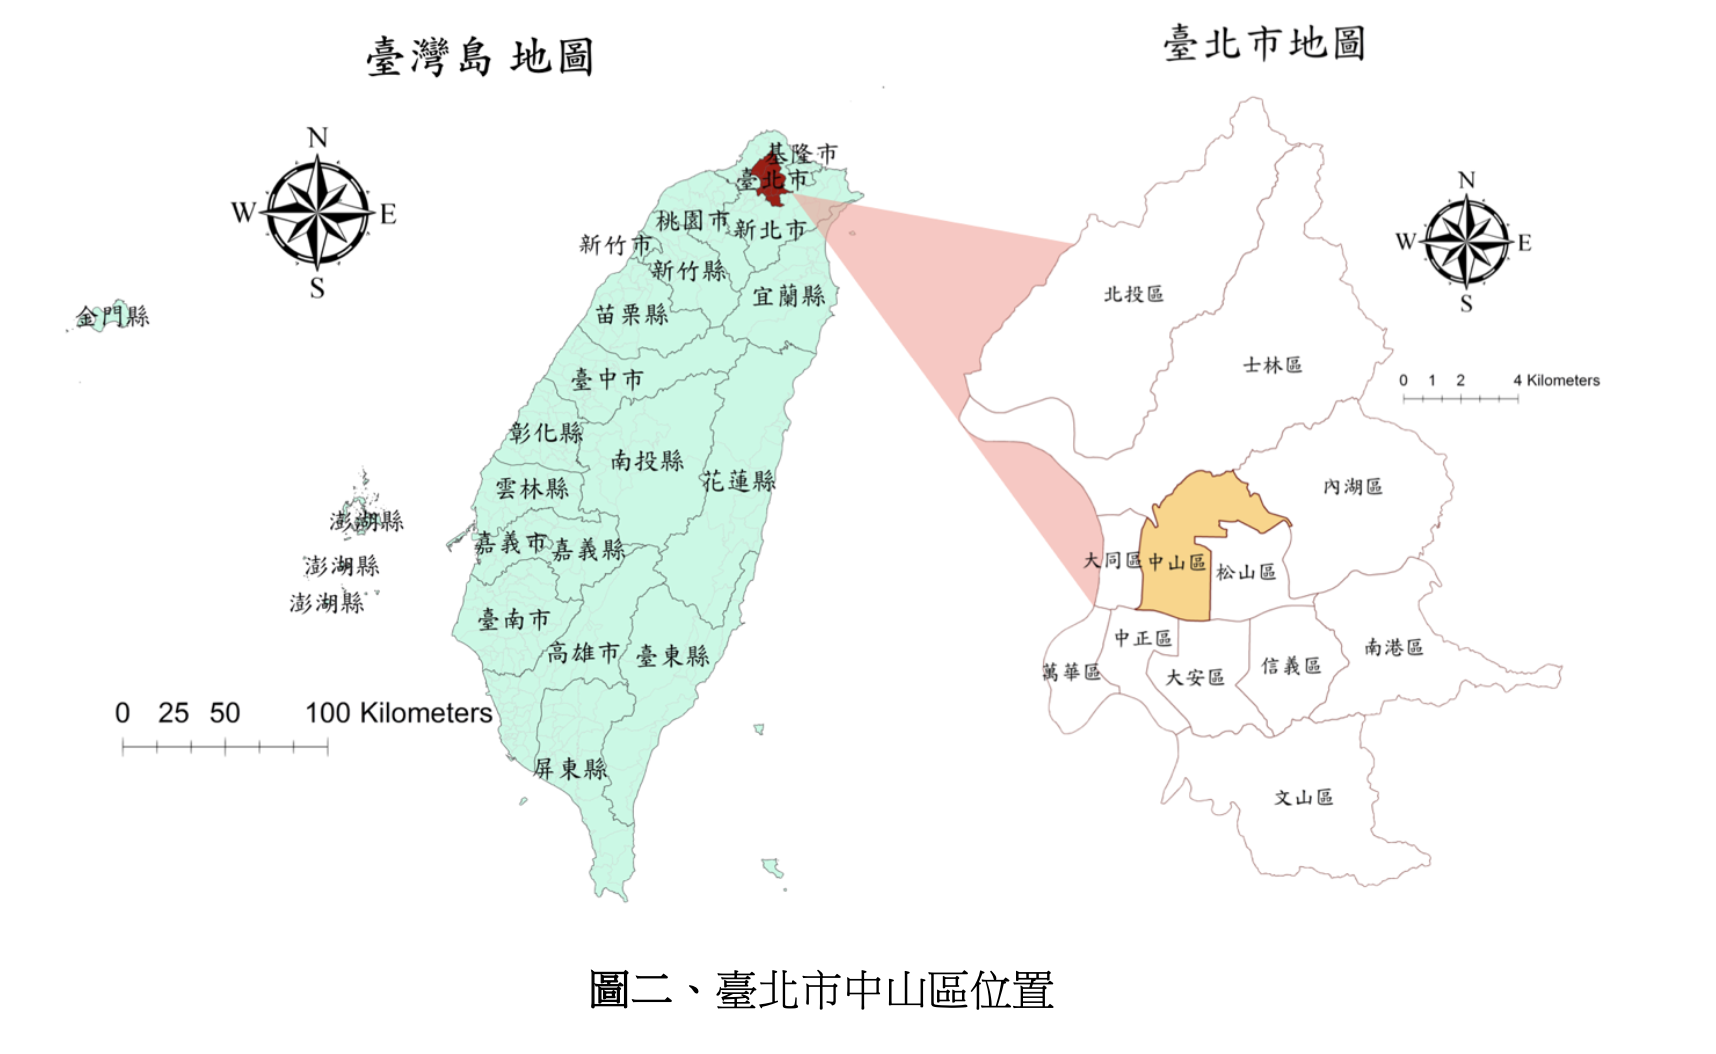 臺灣島 地圖
臺北市地圖
N
W
E
S
基隆市
臺北市
桃園市
新北市
新竹市
新竹縣
宜蘭縣
苗栗縣
金門縣
臺中市
彰化縣
南投縣
花蓮縣
雲林縣
澎湖縣
嘉義市
嘉義縣
澎湖縣
澎湖縣
臺南市
高雄市
臺東縣
屏東縣
0 25 50 100 Kilometers
N
W
E
S
0 1 2 4 Kilometers
北投區
士林區
內湖區
大同區
中山區
松山區
中正區
萬華區
大安區
信義區
南港區
文山區
圖二、臺北市中山區位置